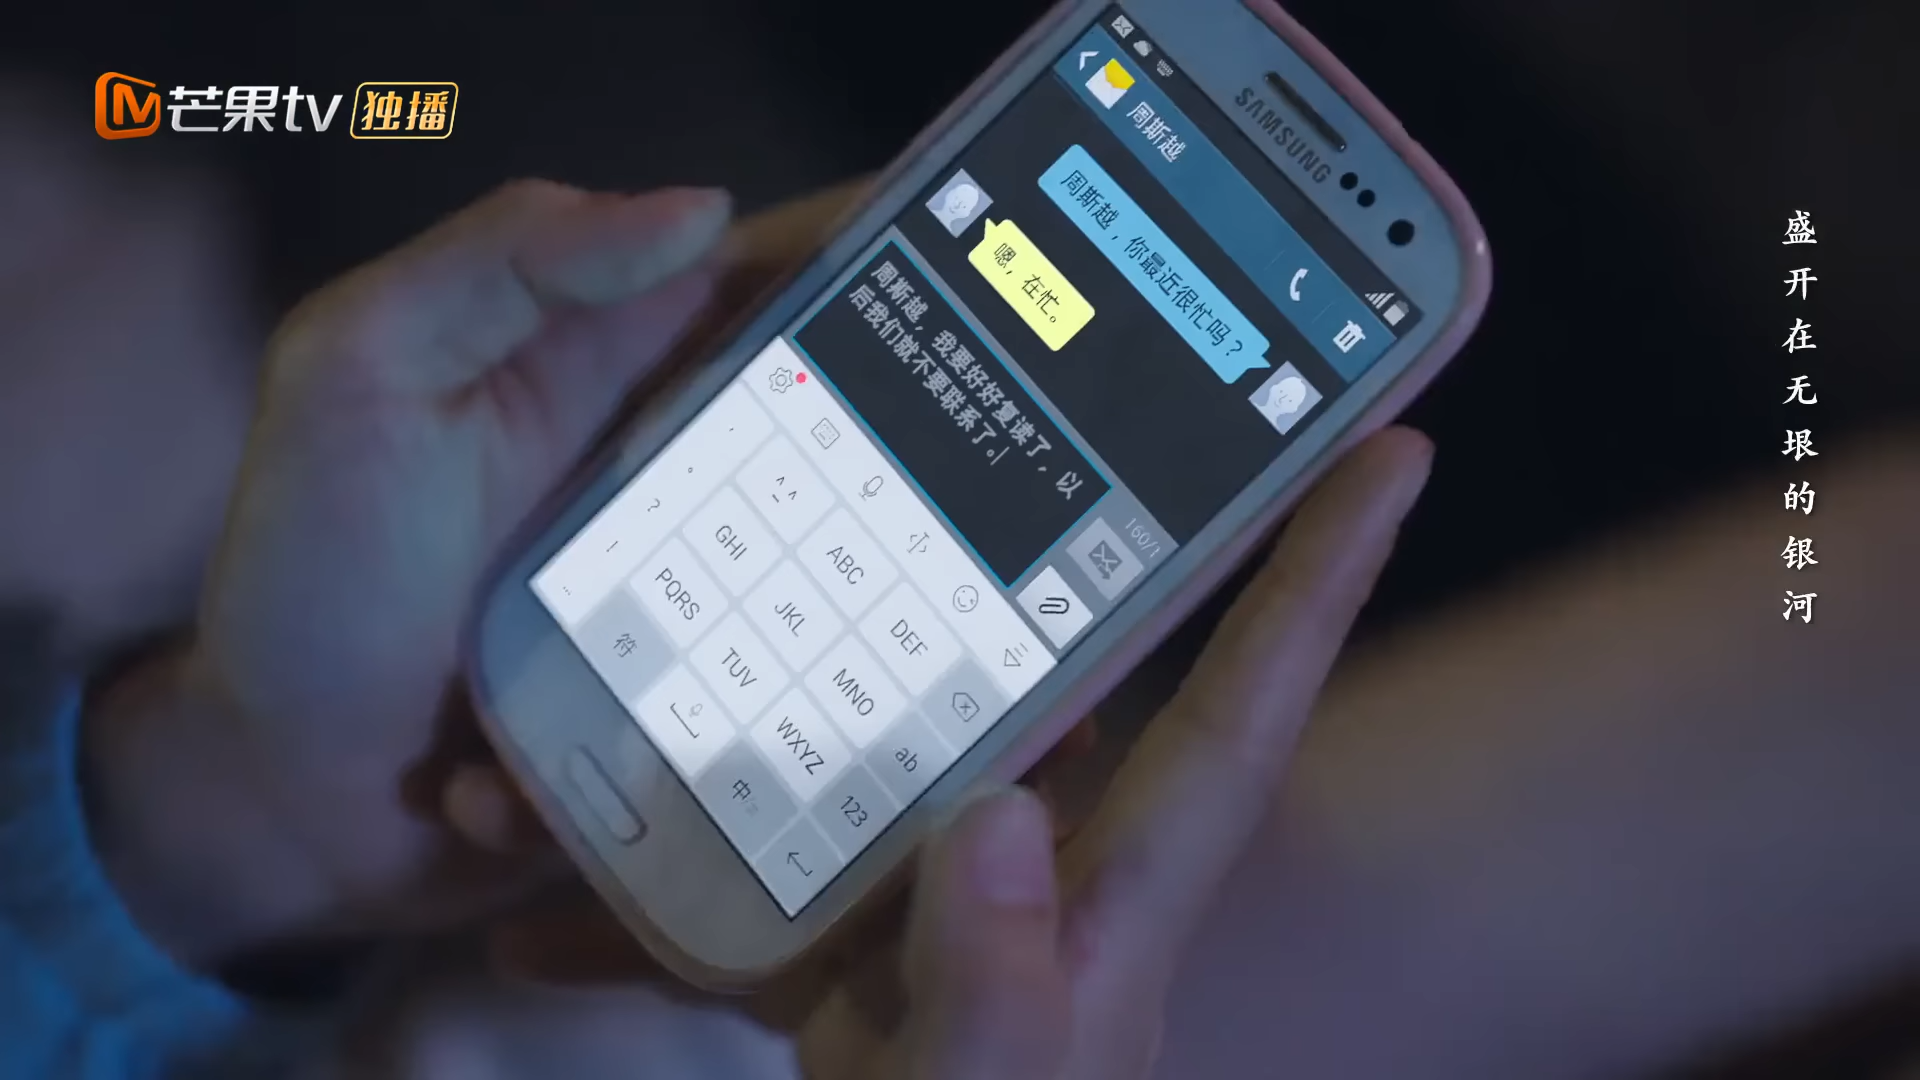 芒果tv 独播
盛开在无垠的银河
SAMSUNG
周斯越
周斯越，你最近很忙吗？
嗯，在忙。
周斯越，我要好好复读了，以
后我们就不要联系了。
160/1
,
。
?
!
...
^_^
ABC
DEF
GHI
JKL
MNO
ab
PQRS
TUV
WXYZ
123
符
中